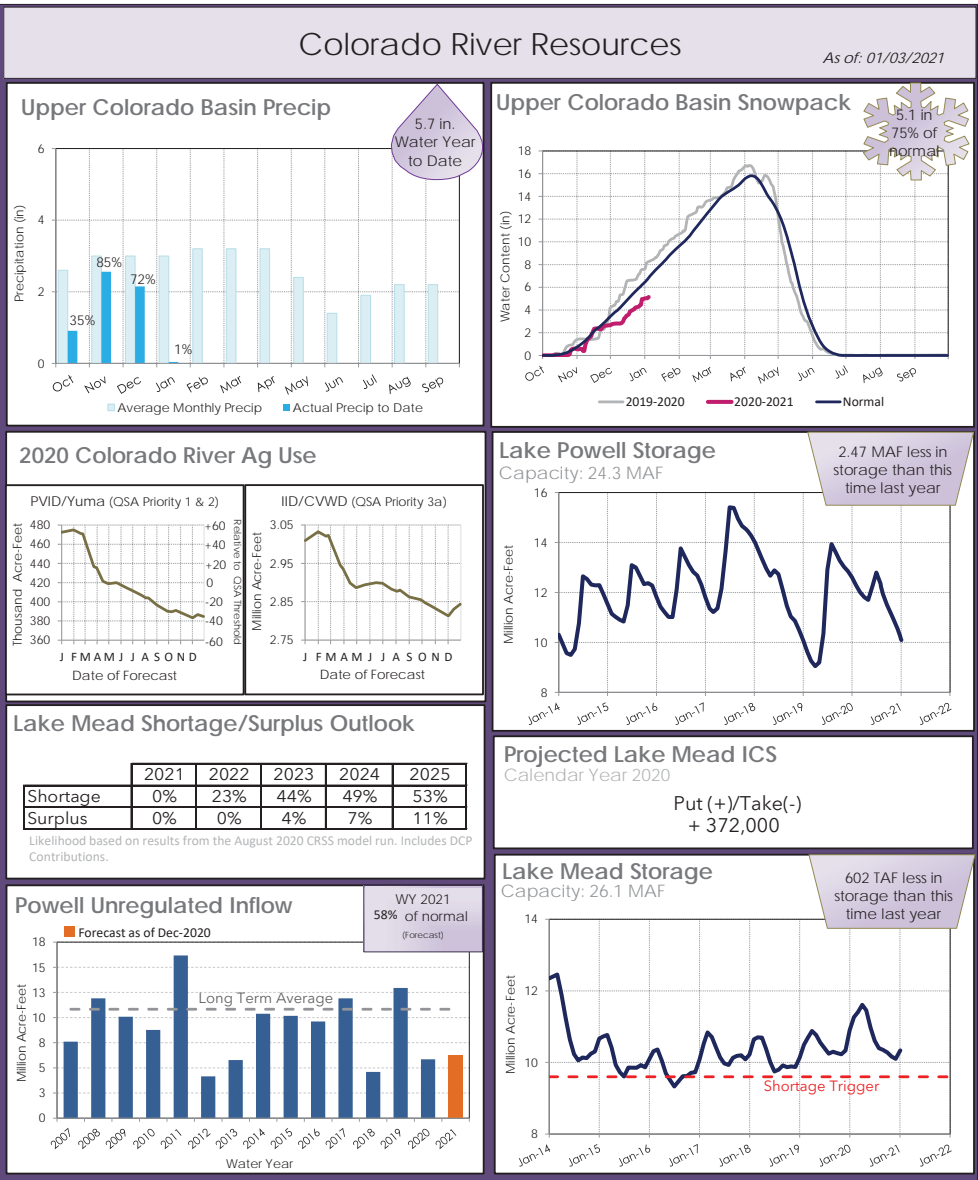 Colorado River Resources
As of: 01/03/2021
Upper Colorado Basin Precip
5.7 in.
Water Year
to Date
6
4
2
0
Precipitation (in)
35%
85%
72%
1%
Oct Nov Dec Jan Feb Mar Apr May Jun Jul Aug Sep
Average Monthly Precip Actual Precip to Date
Upper Colorado Basin Snowpack
5.1 in
75% of
normal
18
16
14
12
10
8
6
4
2
0
Water Content (in)
Oct Nov Dec Jan Feb Mar Apr May Jun Jul Aug Sep
2019-2020 2020-2021 Normal
2020 Colorado River Ag Use
PVID/Yuma (QSA Priority 1 & 2)
480
460
440
420
400
380
360
Thousand Acre-Feet
+60
+40
+20
0
-20
-40
-60
Relative to QSA Threshold
J F M A M J J A S O N D
Date of Forecast
IID/CVWD (QSA Priority 3a)
3.05
2.95
2.85
2.75
Million Acre-Feet
J F M A M J J A S O N D
Date of Forecast
Lake Powell Storage
Capacity: 24.3 MAF
2.47 MAF less in
storage than this
time last year
16
14
12
10
8
Million Acre-Feet
Jan-14 Jan-15 Jan-16 Jan-17 Jan-18 Jan-19 Jan-20 Jan-21 Jan-22
Lake Mead Shortage/Surplus Outlook
2021 2022 2023 2024 2025
Shortage 0% 23% 44% 49% 53%
Surplus 0% 0% 4% 7% 11%
Likelihood based on results from the August 2020 CRSS model run. Includes DCP
Contributions.
Projected Lake Mead ICS
Calendar Year 2020
Put (+)/Take(-)
+ 372,000
Powell Unregulated Inflow
WY 2021
58% of normal
(Forecast)
Forecast as of Dec-2020
18
15
13
10
8
5
3
0
Million Acre-Feet
Long Term Average
2007 2008 2009 2010 2011 2012 2013 2014 2015 2016 2017 2018 2019 2020 2021
Water Year
Lake Mead Storage
Capacity: 26.1 MAF
602 TAF less in
storage than this
time last year
14
12
10
8
Million Acre-Feet
Shortage Trigger
Jan-14 Jan-15 Jan-16 Jan-17 Jan-18 Jan-19 Jan-20 Jan-21 Jan-22